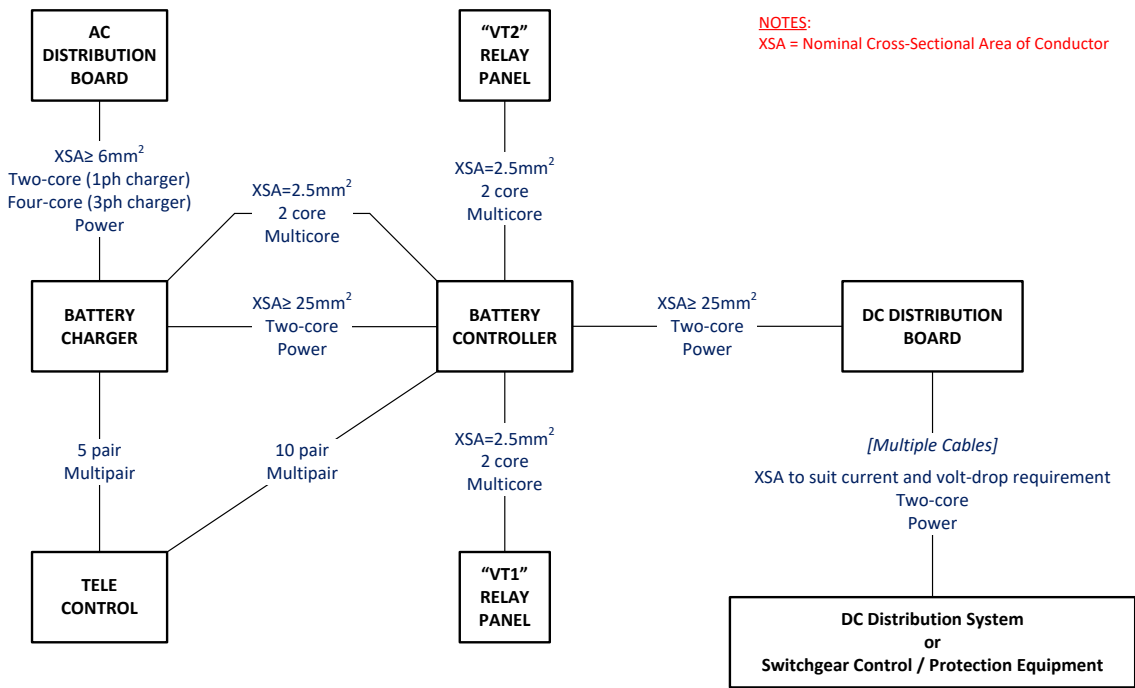 AC
DISTRIBUTION
BOARD
“VT2”
RELAY
PANEL
NOTES:
XSA = Nominal Cross-Sectional Area of Conductor
XSA≥ 6mm²
Two-core (1ph charger)
Four-core (3ph charger)
Power
XSA=2.5mm²
2 core
Multicore
XSA=2.5mm²
2 core
Multicore
BATTERY
CHARGER
XSA≥ 25mm²
Two-core
Power
BATTERY
CONTROLLER
XSA≥ 25mm²
Two-core
Power
DC DISTRIBUTION
BOARD
5 pair
Multipair
10 pair
Multipair
XSA=2.5mm²
2 core
Multicore
[Multiple Cables]
XSA to suit current and volt-drop requirement
Two-core
Power
TELE
CONTROL
“VT1”
RELAY
PANEL
DC Distribution System
or
Switchgear Control / Protection Equipment